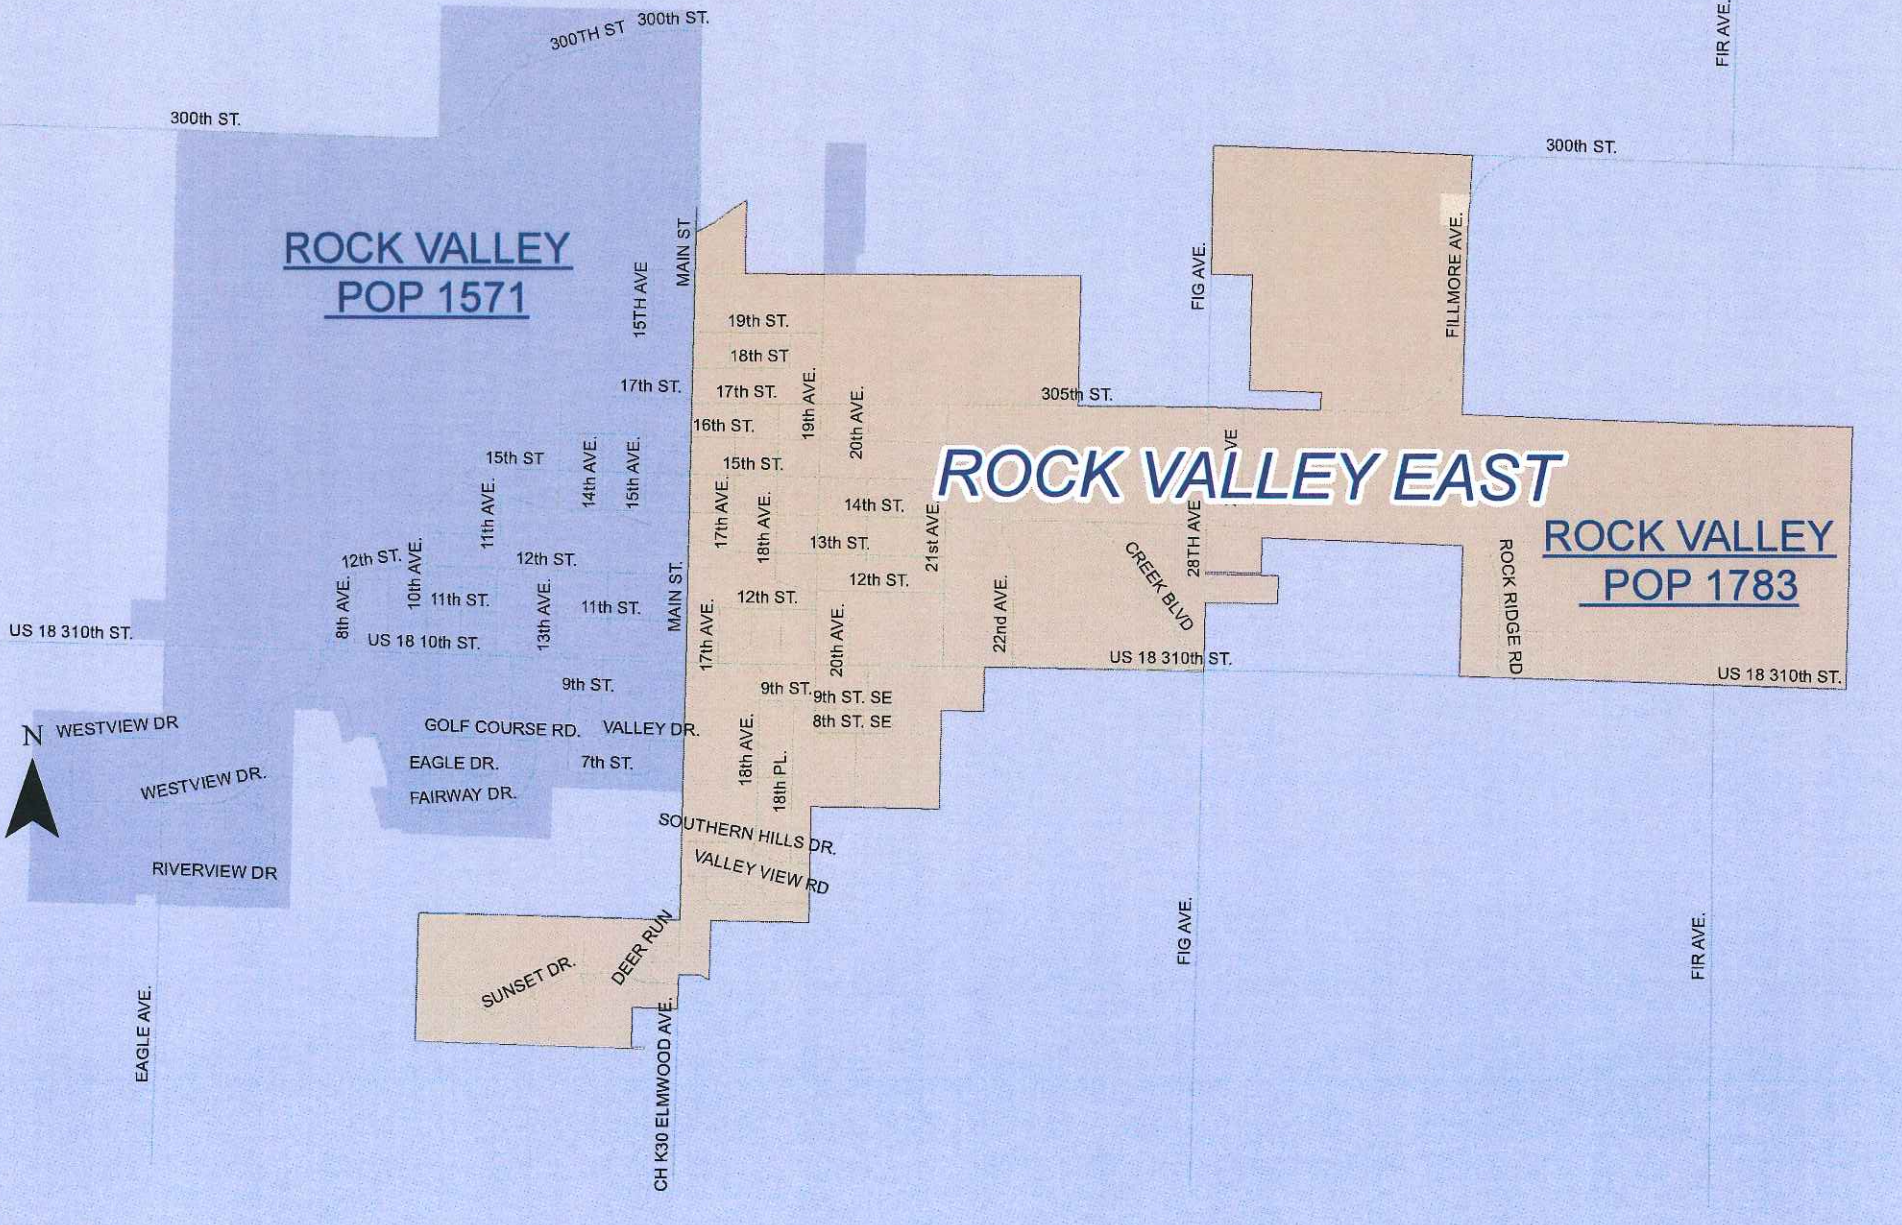 300th ST.
300TH ST
FIR AVE.
300th ST.
300th ST.
ROCK VALLEY
POP 1571
MAIN ST
15TH AVE
FIG AVE.
FILLMORE AVE.
19th ST.
18th ST
17th ST.
17th ST.
305th ST.
16th ST.
19th AVE.
20th AVE.
15th ST
14th AVE.
15th AVE.
15th ST.
ROCK VALLEY EAST
VE
11th AVE.
17th AVE.
18th AVE.
14th ST.
21st AVE.
28TH AVE
ROCK VALLEY
POP 1783
13th ST.
12th ST.
10th AVE.
12th ST.
12th ST.
CREEK BLVD
ROCK RIDGE RD
8th AVE.
11th ST.
13th AVE.
11th ST.
MAIN ST.
12th ST.
17th AVE.
20th AVE.
22nd AVE.
US 18 310th ST.
US 18 10th ST.
US 18 310th ST.
US 18 310th ST.
9th ST.
9th ST.
9th ST. SE
8th ST. SE
N
WESTVIEW DR
GOLF COURSE RD.
VALLEY DR.
18th AVE.
18th PL.
EAGLE DR.
7th ST.
WESTVIEW DR.
FAIRWAY DR.
SOUTHERN HILLS DR.
VALLEY VIEW RD
RIVERVIEW DR
DEER RUN
SUNSET DR.
FIG AVE.
FIR AVE.
EAGLE AVE.
CH K30 ELMWOOD AVE.